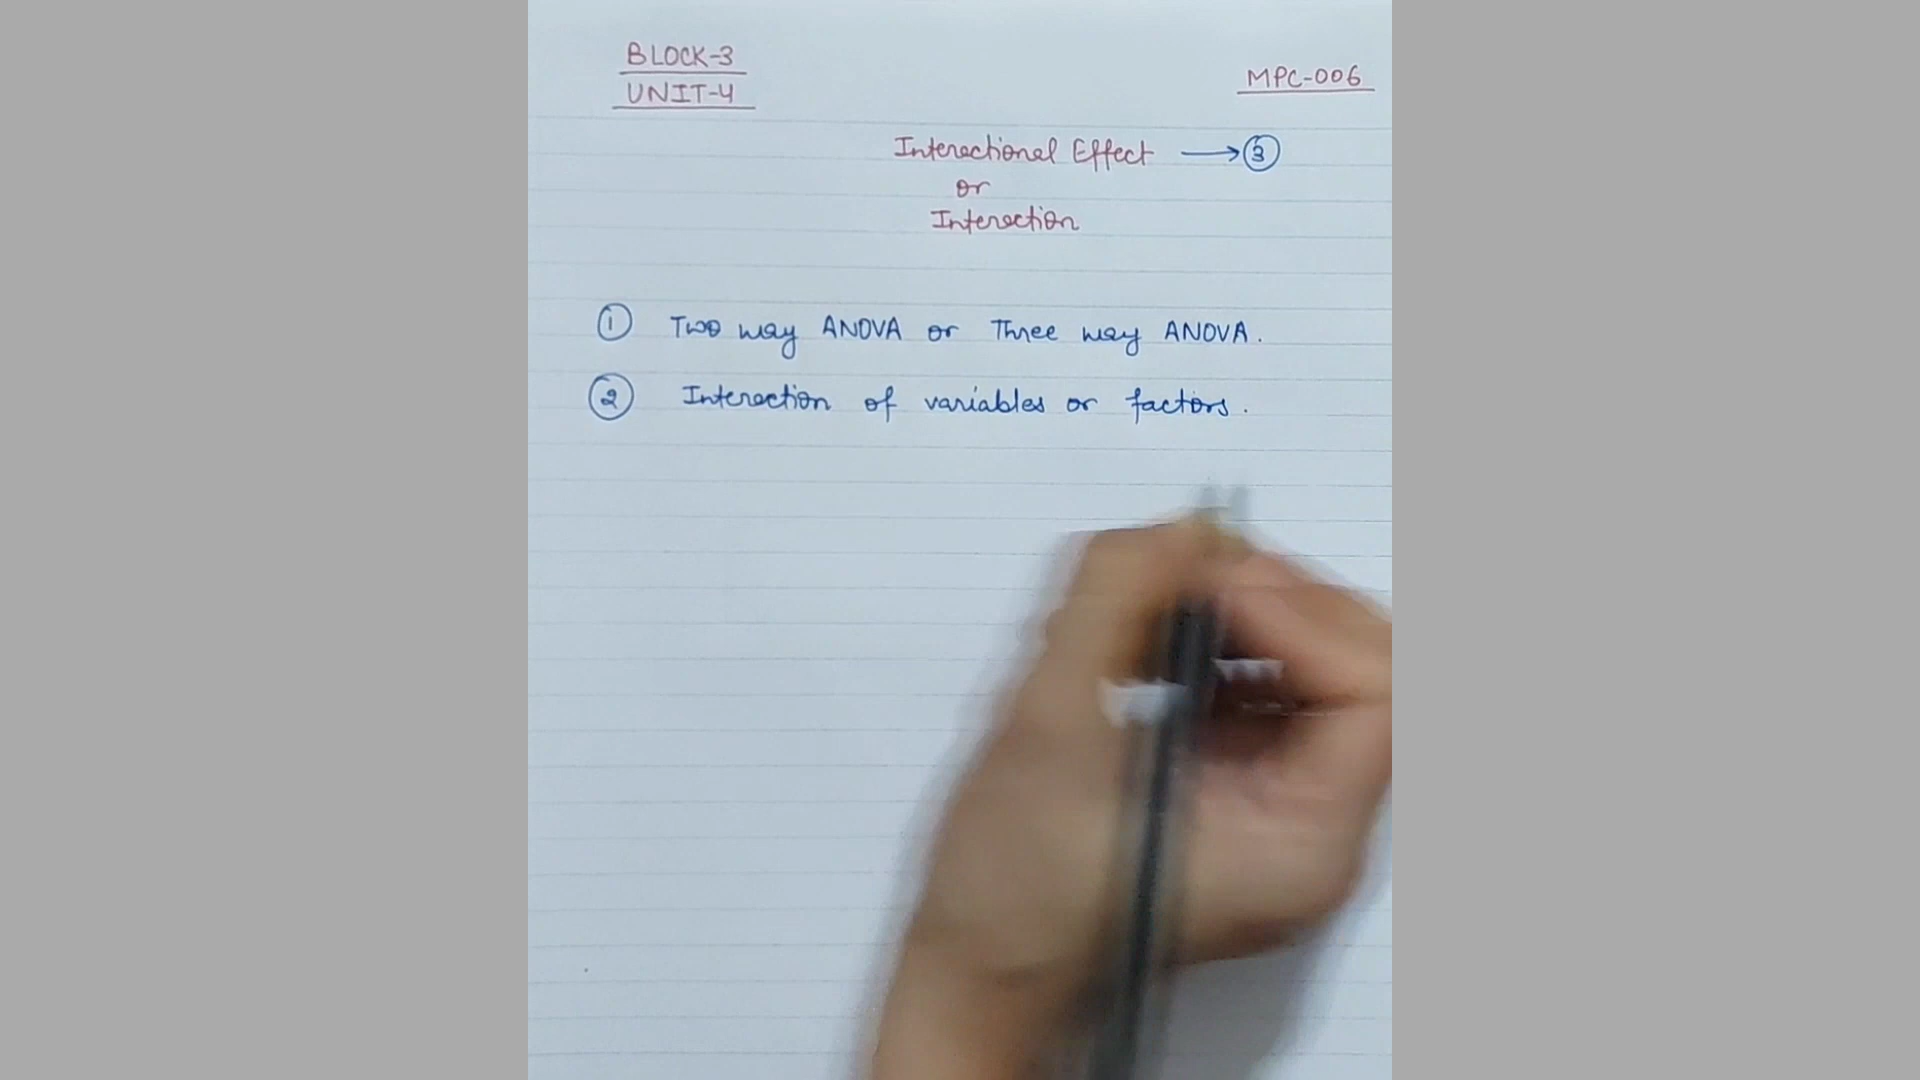 BLOCK-3
UNIT-4
MPC-006
Interactional Effect → ③
or
Interaction
① Two way ANOVA or Three way ANOVA.
② Interaction of variables or factors.